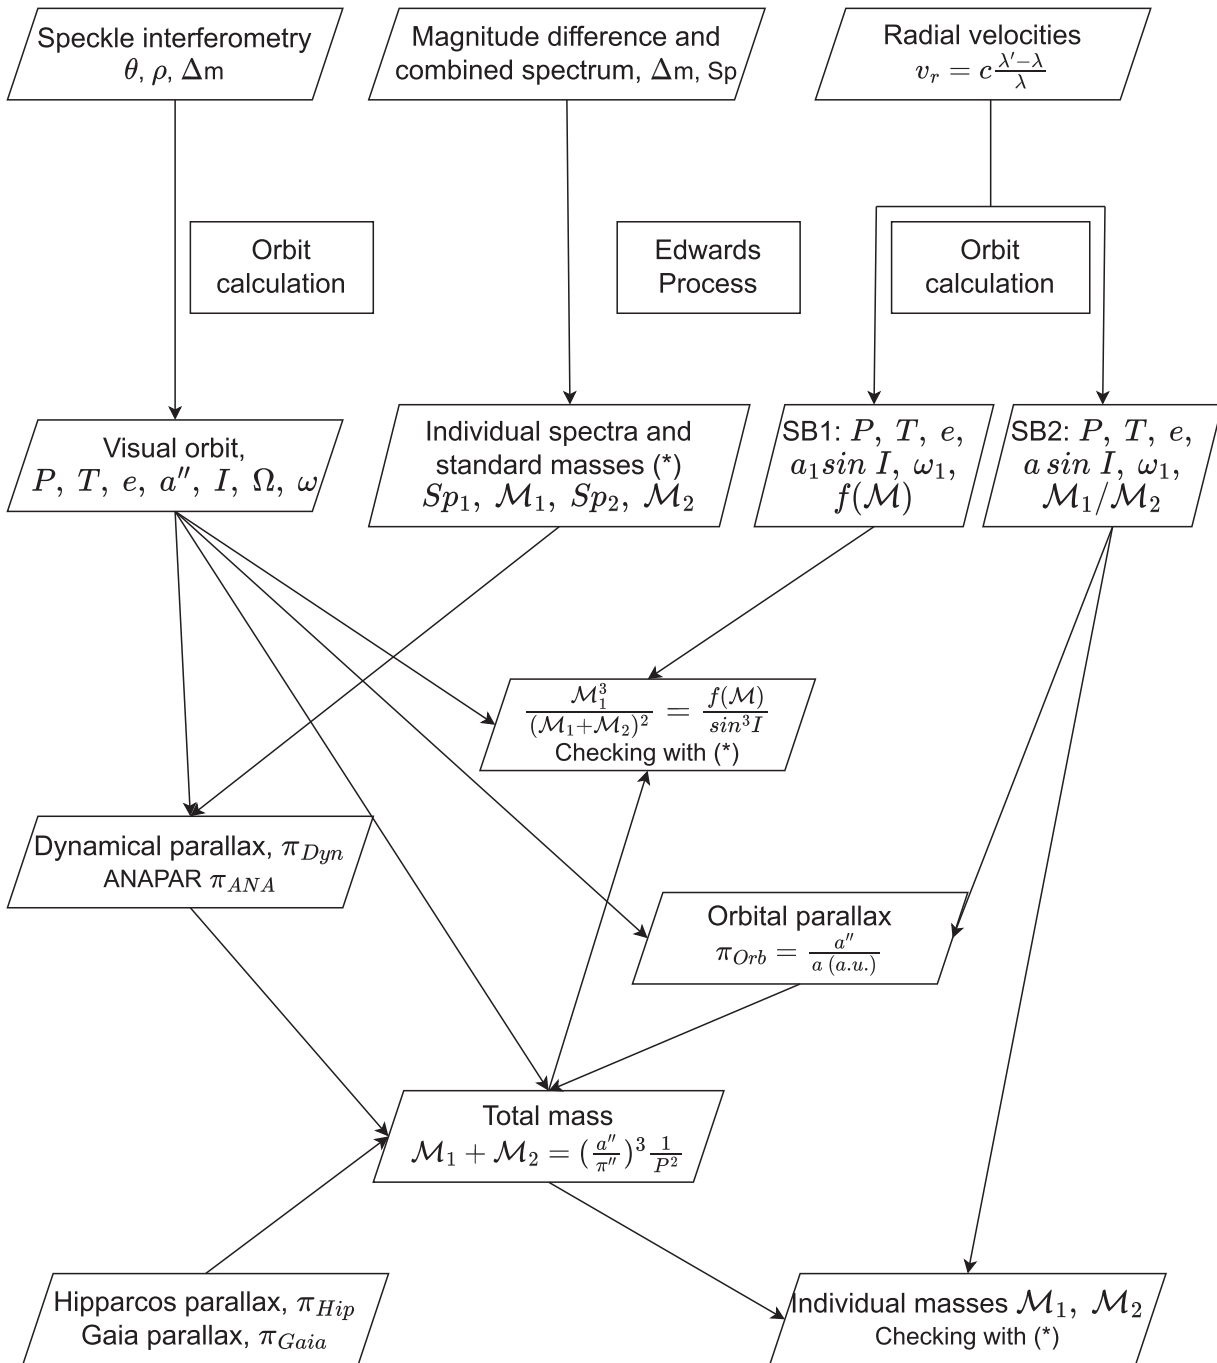 Speckle interferometry
θ, ρ, Δm
Magnitude difference and
combined spectrum, Δm, Sp
Radial velocities
v_r = c (λ′−λ)/λ
Orbit
calculation
Edwards
Process
Orbit
calculation
Visual orbit,
P, T, e, a″, I, Ω, ω
Individual spectra and
standard masses (*)
Sp₁, ℳ₁, Sp₂, ℳ₂
SB1: P, T, e,
a₁sin I, ω₁,
f(ℳ)
SB2: P, T, e,
a sin I, ω₁,
ℳ₁/ℳ₂
ℳ₁³/(ℳ₁+ℳ₂)² = f(ℳ)/sin³I
Checking with (*)
Dynamical parallax, π_Dyn
ANAPAR π_ANA
Orbital parallax
π_Orb = a″/a (a.u.)
Total mass
ℳ₁ + ℳ₂ = (a″/π″)³ 1/P²
Hipparcos parallax, π_Hip
Gaia parallax, π_Gaia
Individual masses ℳ₁, ℳ₂
Checking with (*)